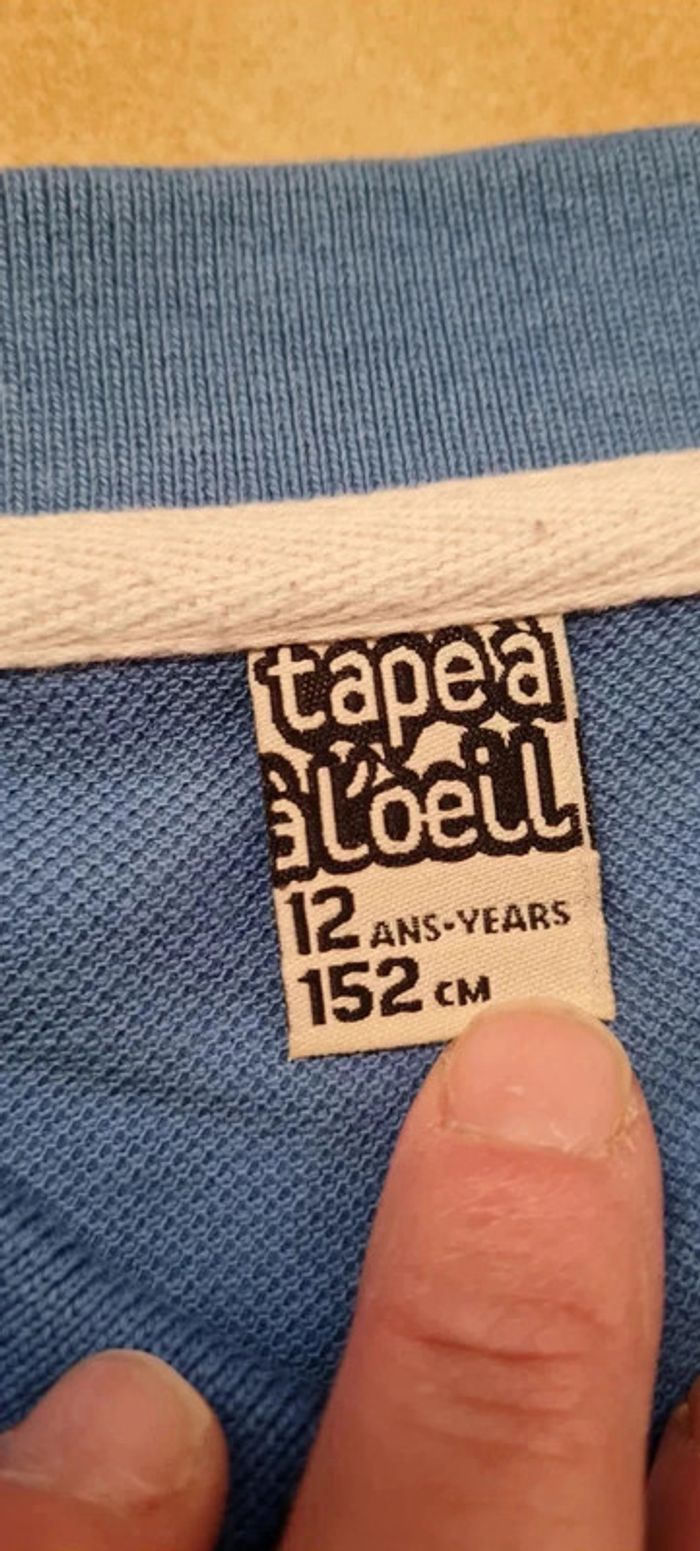 tape à
à l'oeil
12 ANS-YEARS
152 CM